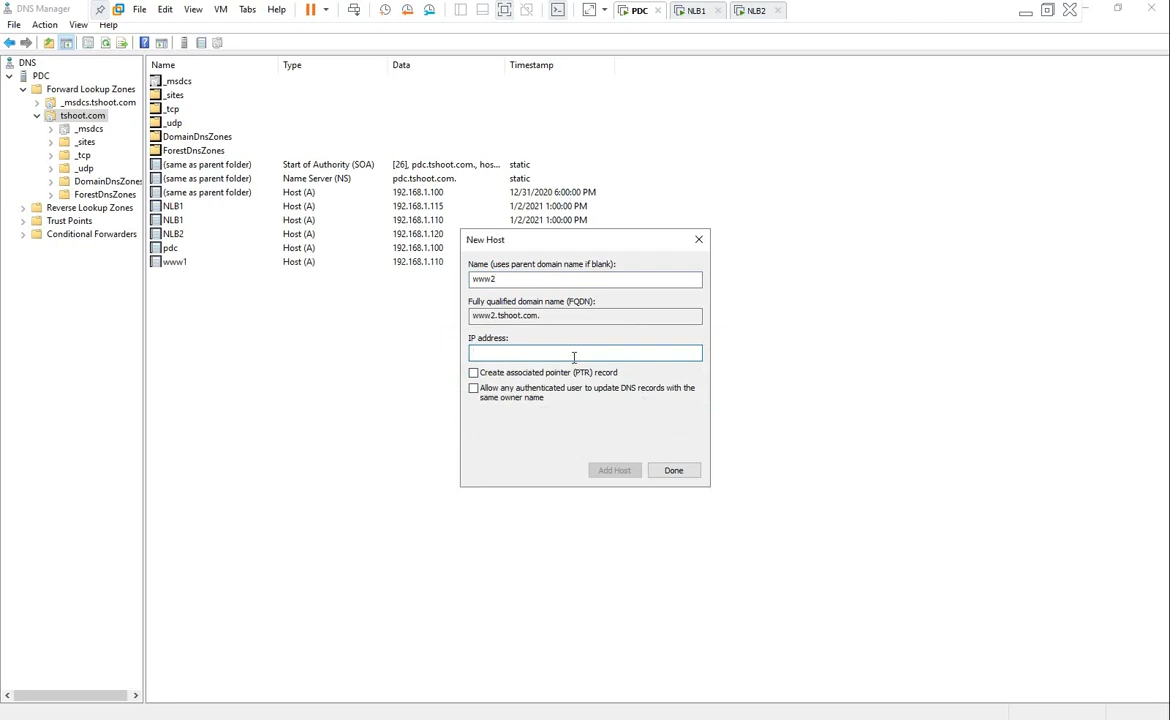 DNS Manager File Edit View VM Tabs Help PDC NLB1 NLB2
File Action View Help
DNS
PDC
Forward Lookup Zones
_msdcs.tshoot.com
tshoot.com
_msdcs
_sites
_tcp
_udp
DomainDnsZones
ForestDnsZones
Reverse Lookup Zones
Trust Points
Conditional Forwarders
Name Type Data Timestamp
_msdcs
_sites
_tcp
_udp
DomainDnsZones
ForestDnsZones
(same as parent folder) Start of Authority (SOA) [26], pdc.tshoot.com., hos... static
(same as parent folder) Name Server (NS) pdc.tshoot.com. static
(same as parent folder) Host (A) 192.168.1.100 12/31/2020 6:00:00 PM
NLB1 Host (A) 192.168.1.115 1/2/2021 1:00:00 PM
NLB1 Host (A) 192.168.1.110 1/2/2021 1:00:00 PM
NLB2 Host (A) 192.168.1.120
pdc Host (A) 192.168.1.100
www1 Host (A) 192.168.1.110
New Host
Name (uses parent domain name if blank):
www2
Fully qualified domain name (FQDN):
www2.tshoot.com.
IP address:
Create associated pointer (PTR) record
Allow any authenticated user to update DNS records with the
same owner name
Add Host Done